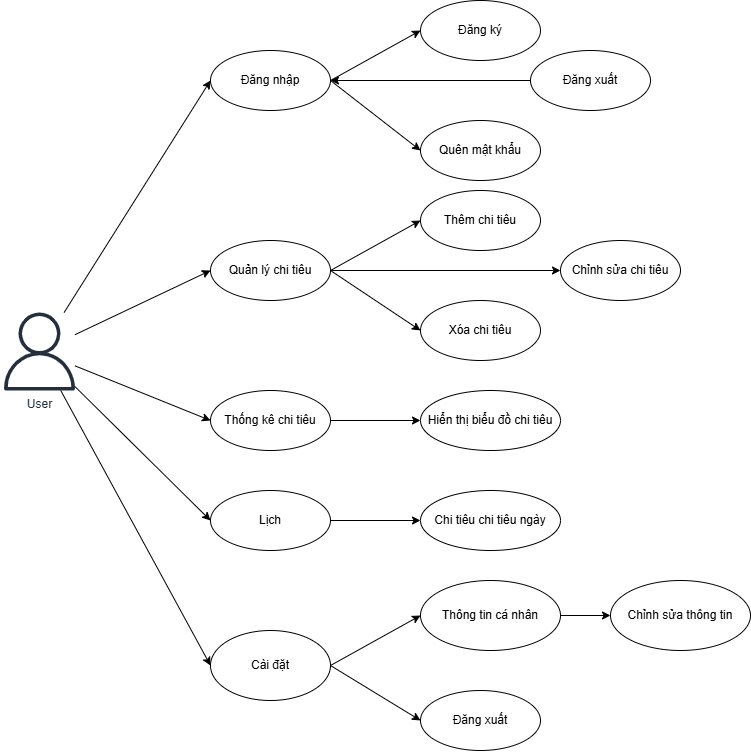 Đăng ký
Đăng nhập
Đăng xuất
Quên mật khẩu
Thêm chi tiêu
Quản lý chi tiêu
Chỉnh sửa chi tiêu
Xóa chi tiêu
User
Thống kê chi tiêu
Hiển thị biểu đồ chi tiêu
Lịch
Chi tiêu chi tiêu ngày
Thông tin cá nhân
Chỉnh sửa thông tin
Cài đặt
Đăng xuất